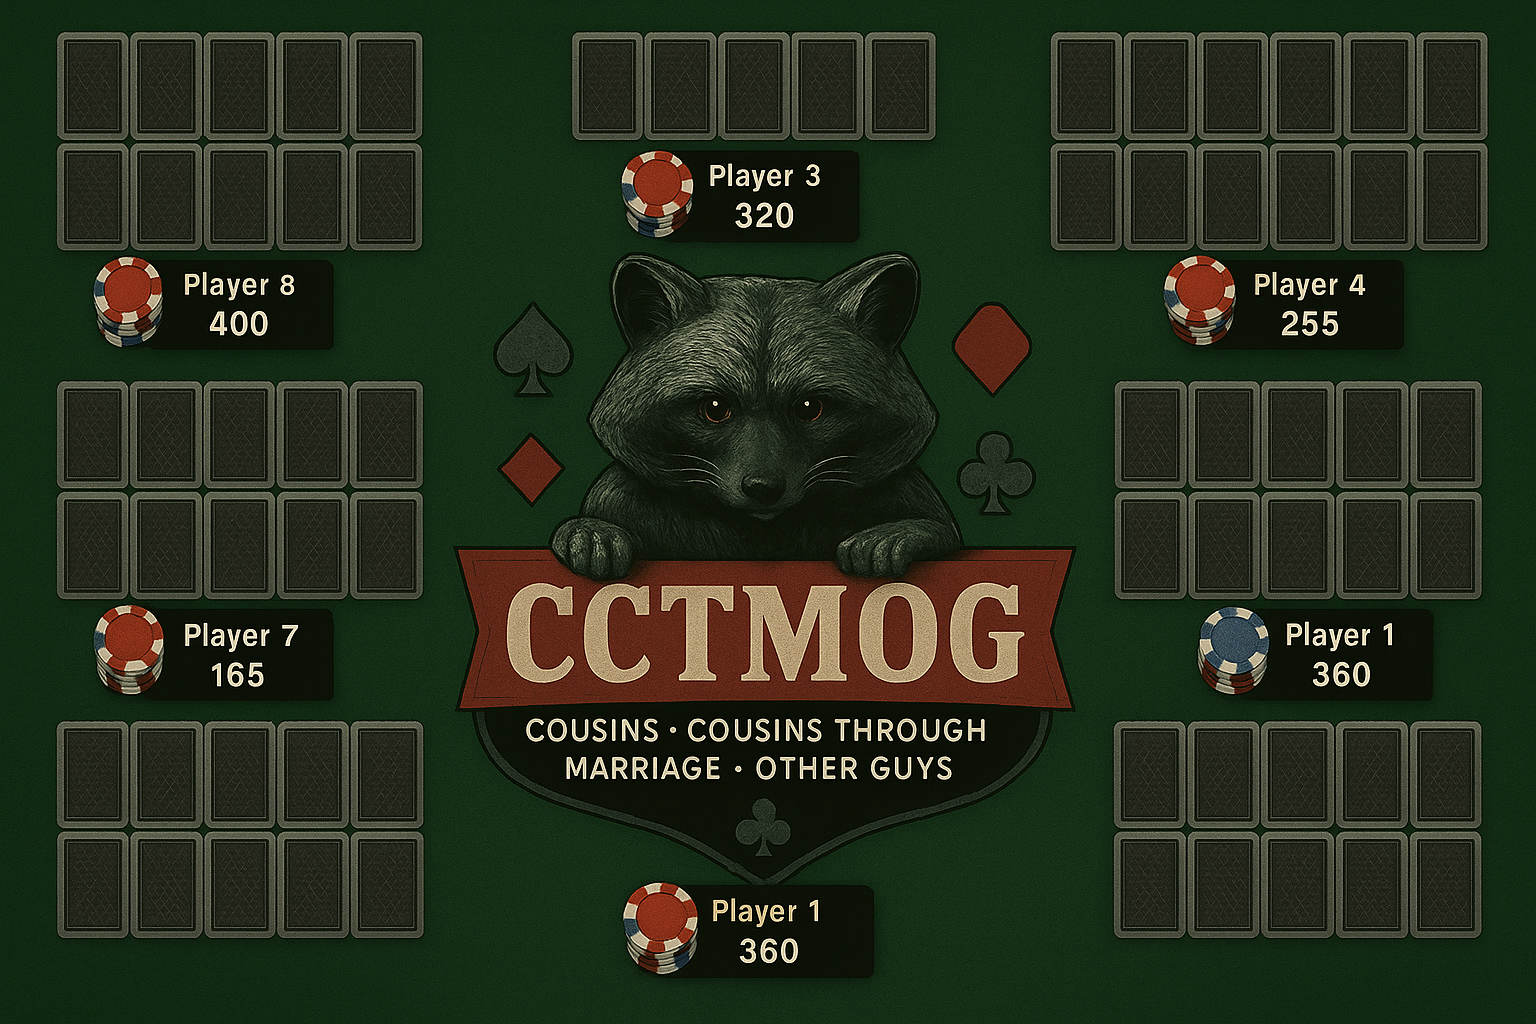 Player 3
320
Player 8
400
Player 4
255
CCTMOG
Player 7
165
Player 1
360
COUSINS · COUSINS THROUGH
MARRIAGE · OTHER GUYS
Player 1
360